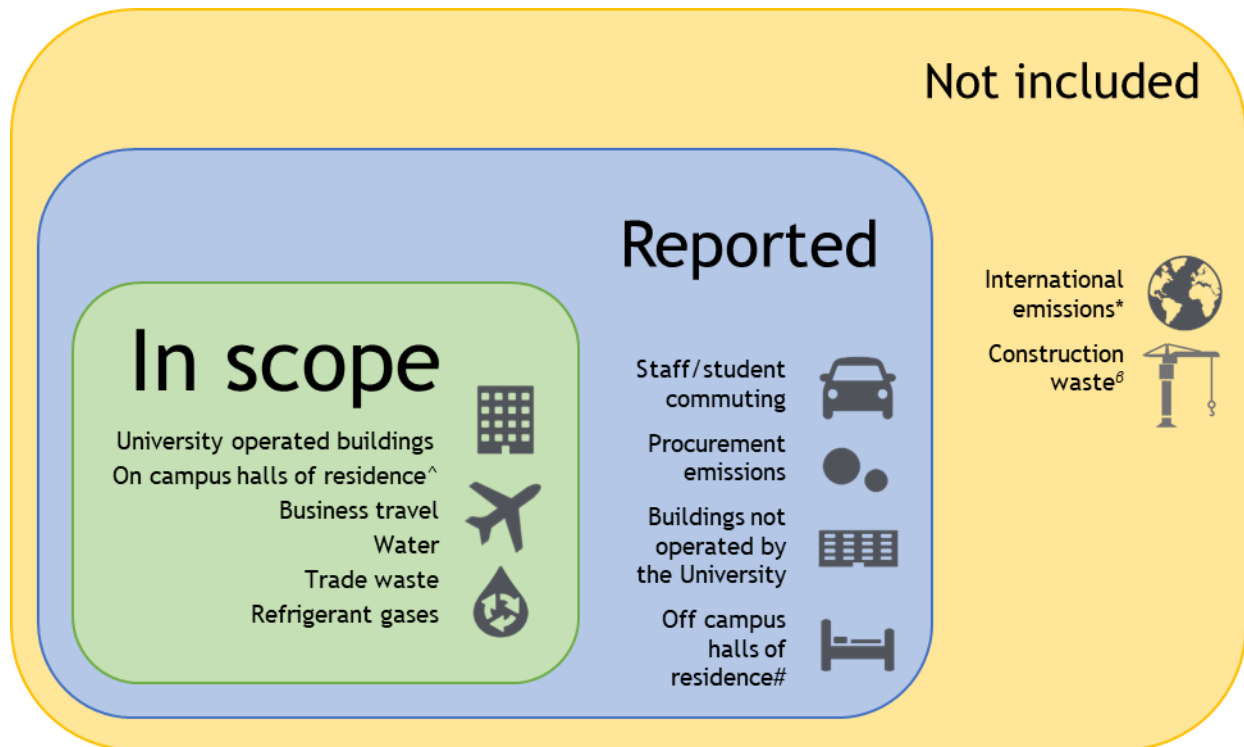 Not included
Reported
In scope
University operated buildings
On campus halls of residence^
Business travel
Water
Trade waste
Refrigerant gases
Staff/student
commuting
Procurement
emissions
Buildings not
operated by
the University
Off campus
halls of
residence#
International
emissions*
Construction
wasteᵝ